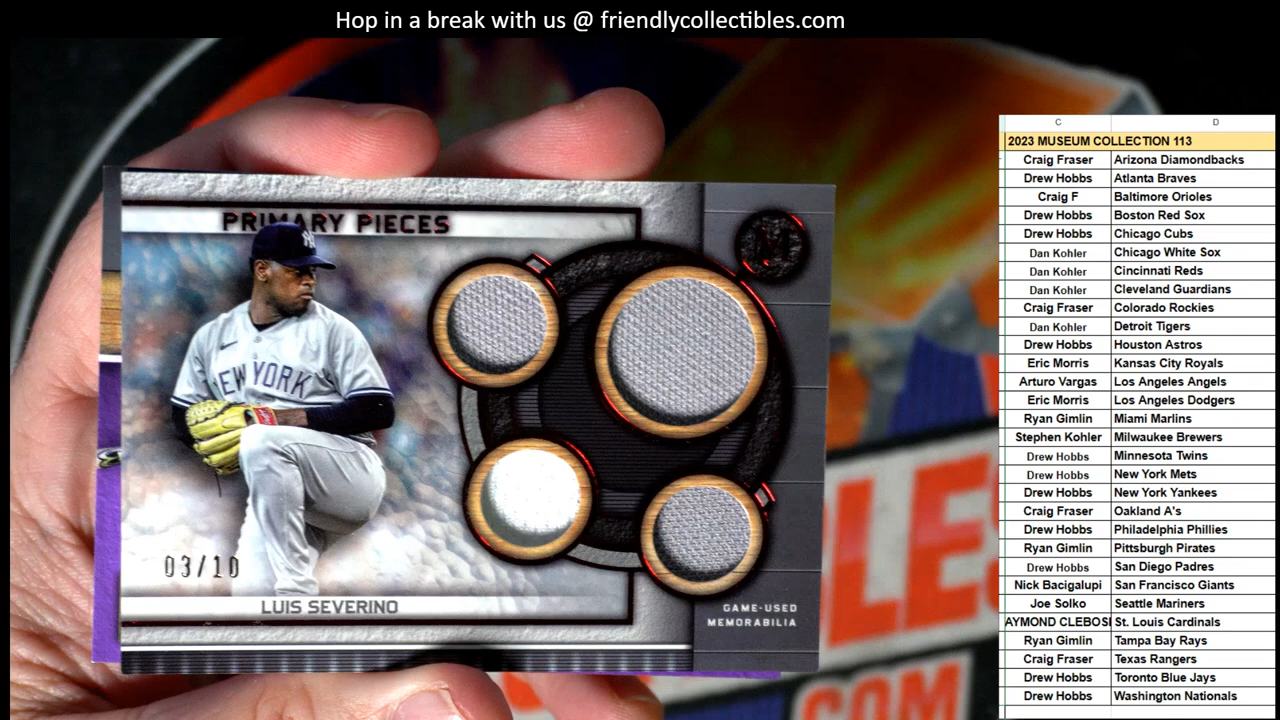 Hop in a break with us @ friendlycollectibles.com
PRIMARY PIECES
M
NY
NEW YORK
03/10
LUIS SEVERINO
GAME-USED
MEMORABILIA
LES
COM
C D
2023 MUSEUM COLLECTION 113
Craig Fraser Arizona Diamondbacks
Drew Hobbs Atlanta Braves
Craig F Baltimore Orioles
Drew Hobbs Boston Red Sox
Drew Hobbs Chicago Cubs
Dan Kohler Chicago White Sox
Dan Kohler Cincinnati Reds
Dan Kohler Cleveland Guardians
Craig Fraser Colorado Rockies
Dan Kohler Detroit Tigers
Drew Hobbs Houston Astros
Eric Morris Kansas City Royals
Arturo Vargas Los Angeles Angels
Eric Morris Los Angeles Dodgers
Ryan Gimlin Miami Marlins
Stephen Kohler Milwaukee Brewers
Drew Hobbs Minnesota Twins
Drew Hobbs New York Mets
Drew Hobbs New York Yankees
Craig Fraser Oakland A's
Drew Hobbs Philadelphia Phillies
Ryan Gimlin Pittsburgh Pirates
Drew Hobbs San Diego Padres
Nick Bacigalupi San Francisco Giants
Joe Solko Seattle Mariners
AYMOND CLEBOSI St. Louis Cardinals
Ryan Gimlin Tampa Bay Rays
Craig Fraser Texas Rangers
Drew Hobbs Toronto Blue Jays
Drew Hobbs Washington Nationals